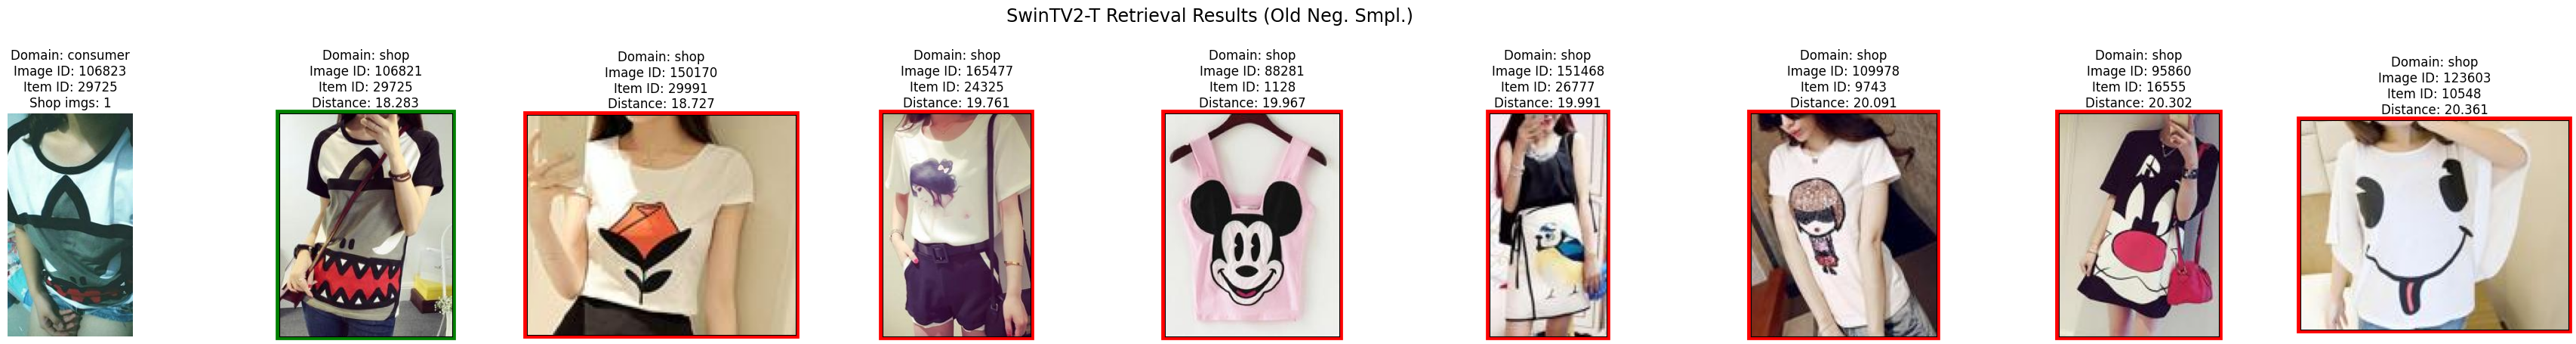 SwinTV2-T Retrieval Results (Old Neg. Smpl.)
Domain: consumer
Image ID: 106823
Item ID: 29725
Shop imgs: 1
Domain: shop
Image ID: 106821
Item ID: 29725
Distance: 18.283
Domain: shop
Image ID: 150170
Item ID: 29991
Distance: 18.727
Domain: shop
Image ID: 165477
Item ID: 24325
Distance: 19.761
Domain: shop
Image ID: 88281
Item ID: 1128
Distance: 19.967
Domain: shop
Image ID: 151468
Item ID: 26777
Distance: 19.991
Domain: shop
Image ID: 109978
Item ID: 9743
Distance: 20.091
Domain: shop
Image ID: 95860
Item ID: 16555
Distance: 20.302
Domain: shop
Image ID: 123603
Item ID: 10548
Distance: 20.361